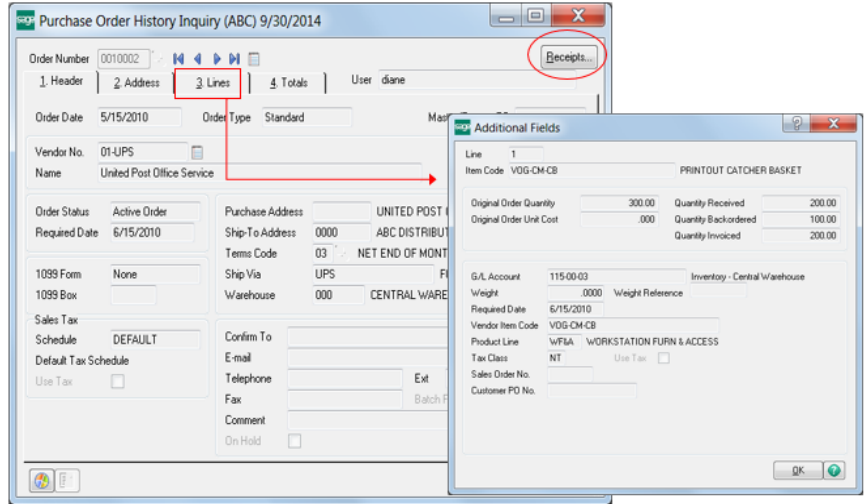 sage Purchase Order History Inquiry (ABC) 9/30/2014
Order Number 0010002
Receipts...
1. Header 2. Address 3. Lines 4. Totals User diane
Order Date 5/15/2010 Order Type Standard
Vendor No. 01-UPS
Name United Post Office Service
Order Status Active Order Purchase Address UNITED POST
Required Date 6/15/2010 Ship-To Address 0000 ABC DISTRIBUT
Terms Code 03 NET END OF MONT
1099 Form None Ship Via UPS
1099 Box Warehouse 000 CENTRAL WARE
Sales Tax
Schedule DEFAULT Confirm To
Default Tax Schedule E-mail
Use Tax Telephone Ext
Fax Batch
Comment
On Hold
sage Additional Fields
Line 1
Item Code VOG-CM-CB PRINTOUT CATCHER BASKET
Original Order Quantity 300.00 Quantity Received 200.00
Original Order Unit Cost .000 Quantity Backordered 100.00
Quantity Invoiced 200.00
G/L Account 115-00-03 Inventory - Central Warehouse
Weight .0000 Weight Reference
Required Date 6/15/2010
Vendor Item Code VOG-CM-CB
Product Line WF&A WORKSTATION FURN & ACCESS
Tax Class NT Use Tax
Sales Order No.
Customer PO No.
OK